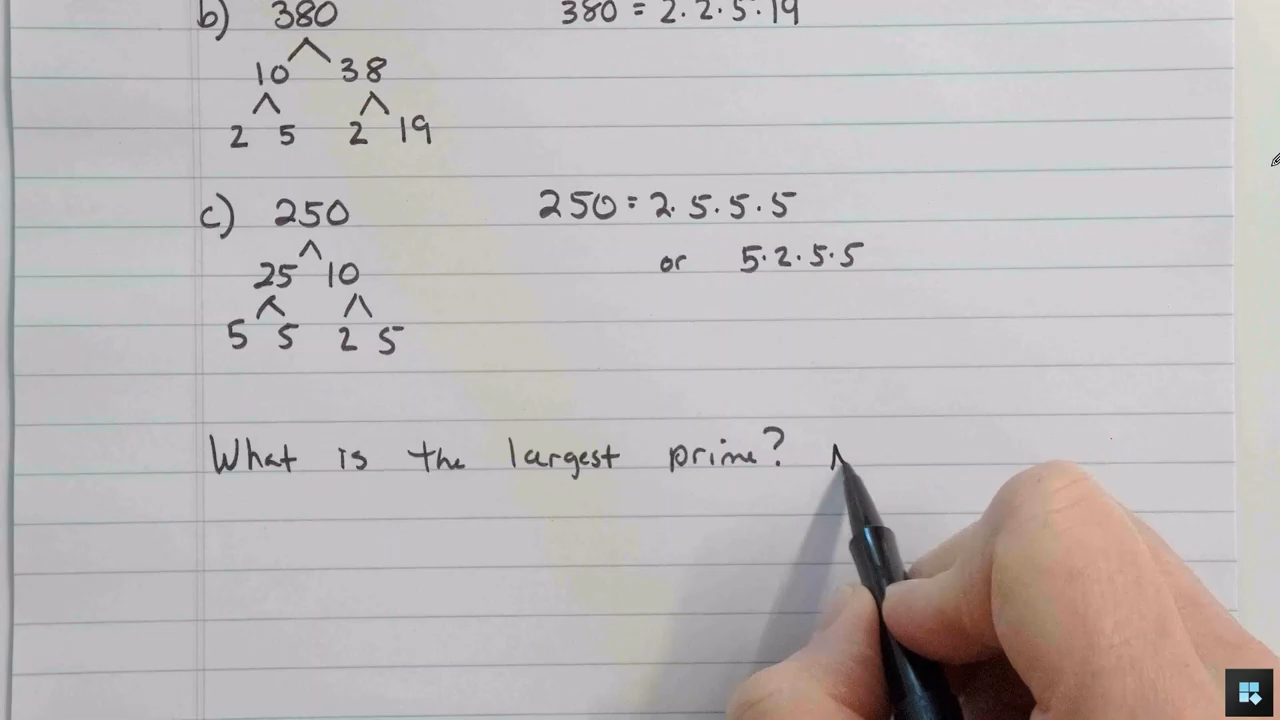 b) 380 380 = 2·2·5·19
10 38
2 5 2 19
c) 250 250 = 2·5·5·5
25 10 or 5·2·5·5
5 5 2 5
What is the largest prime?